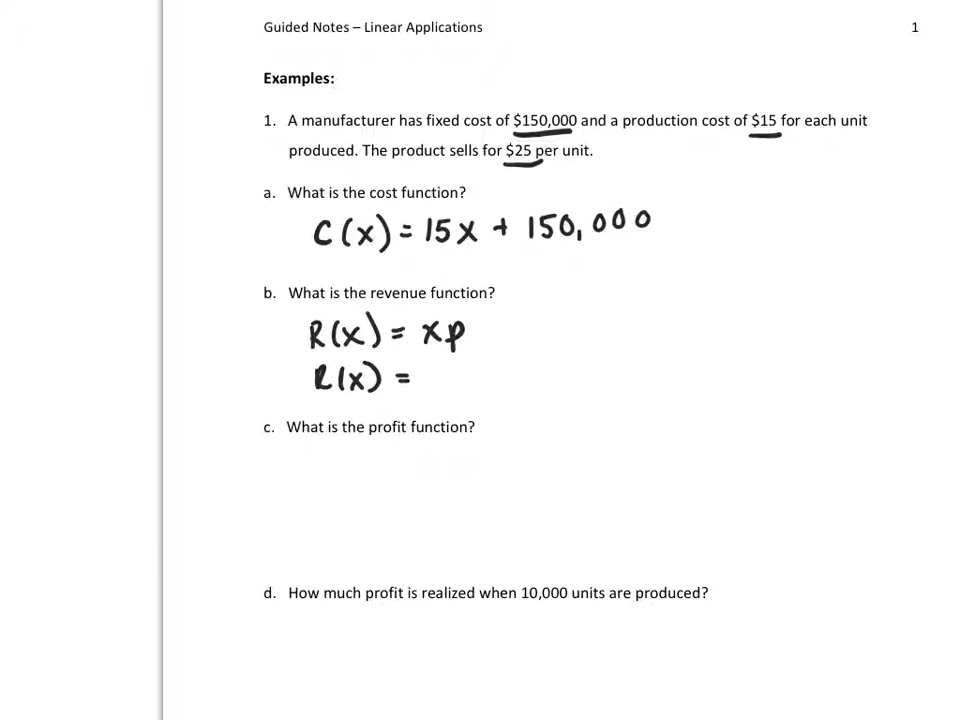 Guided Notes – Linear Applications 1
Examples:
1. A manufacturer has fixed cost of $150,000 and a production cost of $15 for each unit
produced. The product sells for $25 per unit.
a. What is the cost function?
C(x) = 15x + 150,000
b. What is the revenue function?
R(x) = xp
R(x) =
c. What is the profit function?
d. How much profit is realized when 10,000 units are produced?